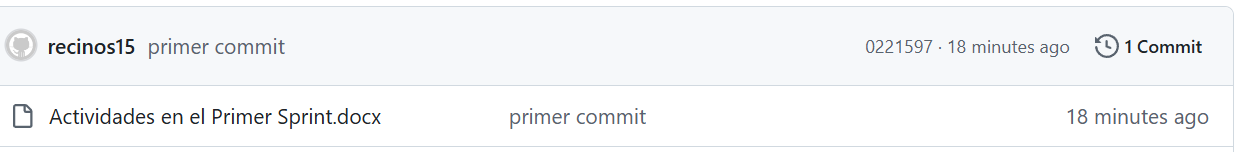 recinos15 primer commit 0221597 · 18 minutes ago 1 Commit
Actividades en el Primer Sprint.docx primer commit 18 minutes ago